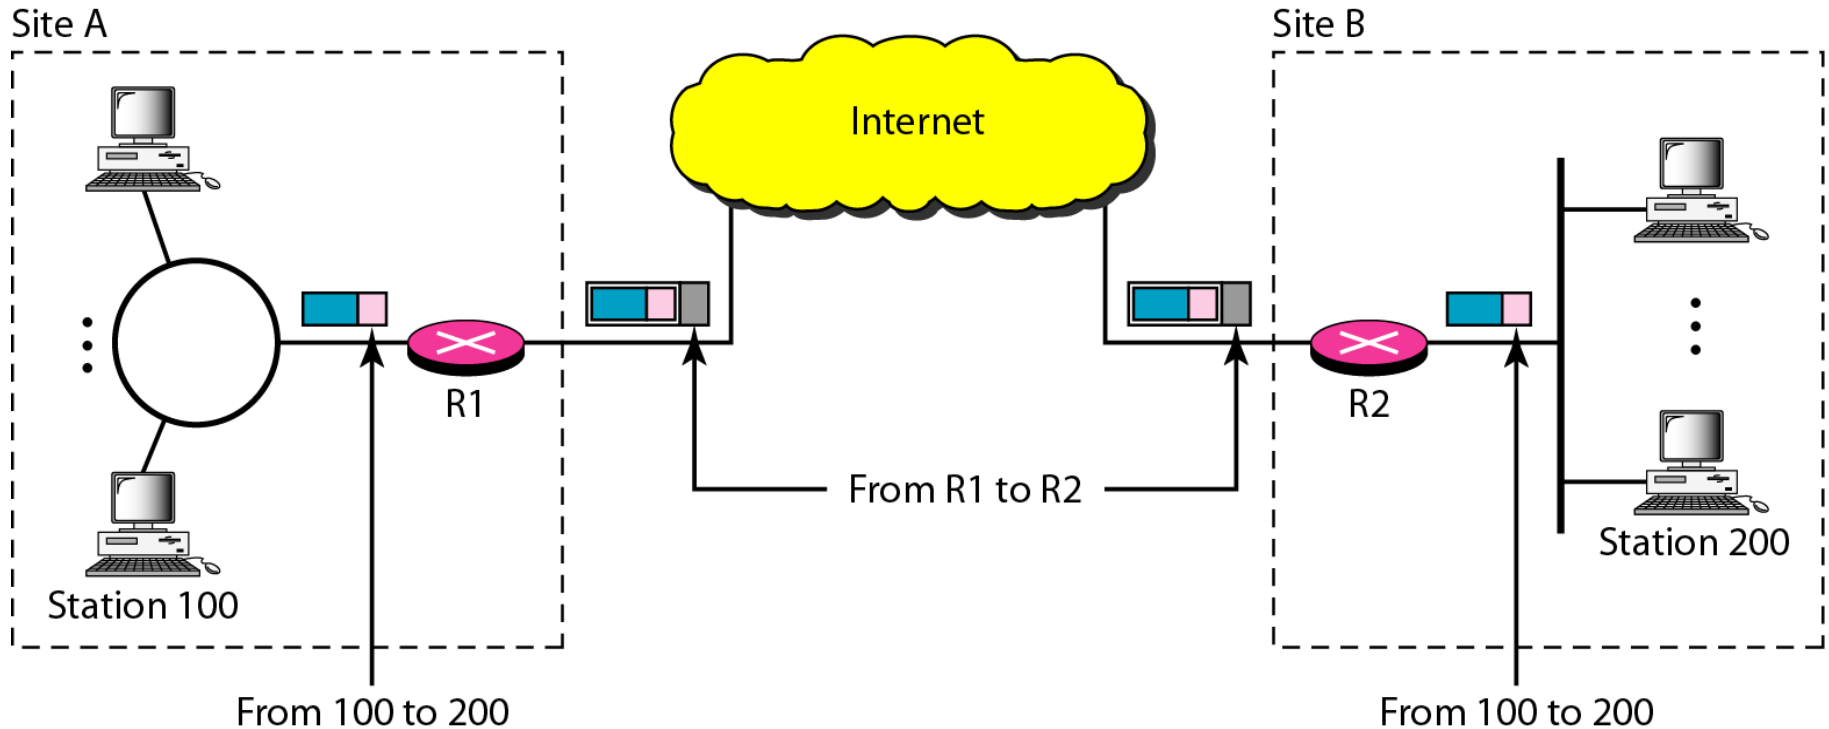 Site A
Site B
Internet
R1
R2
From R1 to R2
Station 200
Station 100
From 100 to 200
From 100 to 200